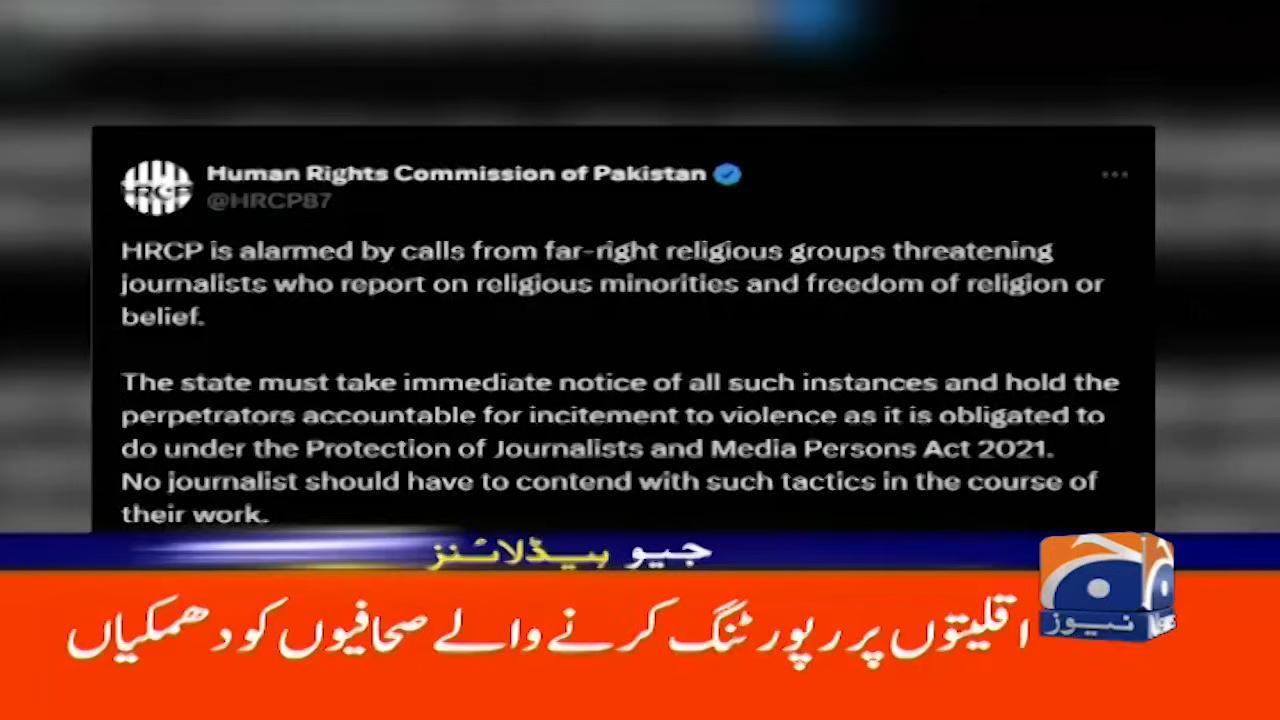 HRCP
Human Rights Commission of Pakistan
@HRCP87
HRCP is alarmed by calls from far-right religious groups threatening
journalists who report on religious minorities and freedom of religion or
belief.
The state must take immediate notice of all such instances and hold the
perpetrators accountable for incitement to violence as it is obligated to
do under the Protection of Journalists and Media Persons Act 2021.
No journalist should have to contend with such tactics in the course of
their work.
جیو ہیڈلائنز
اقلیتوں پر رپورٹنگ کرنے والے صحافیوں کو دھمکیاں
نیوز